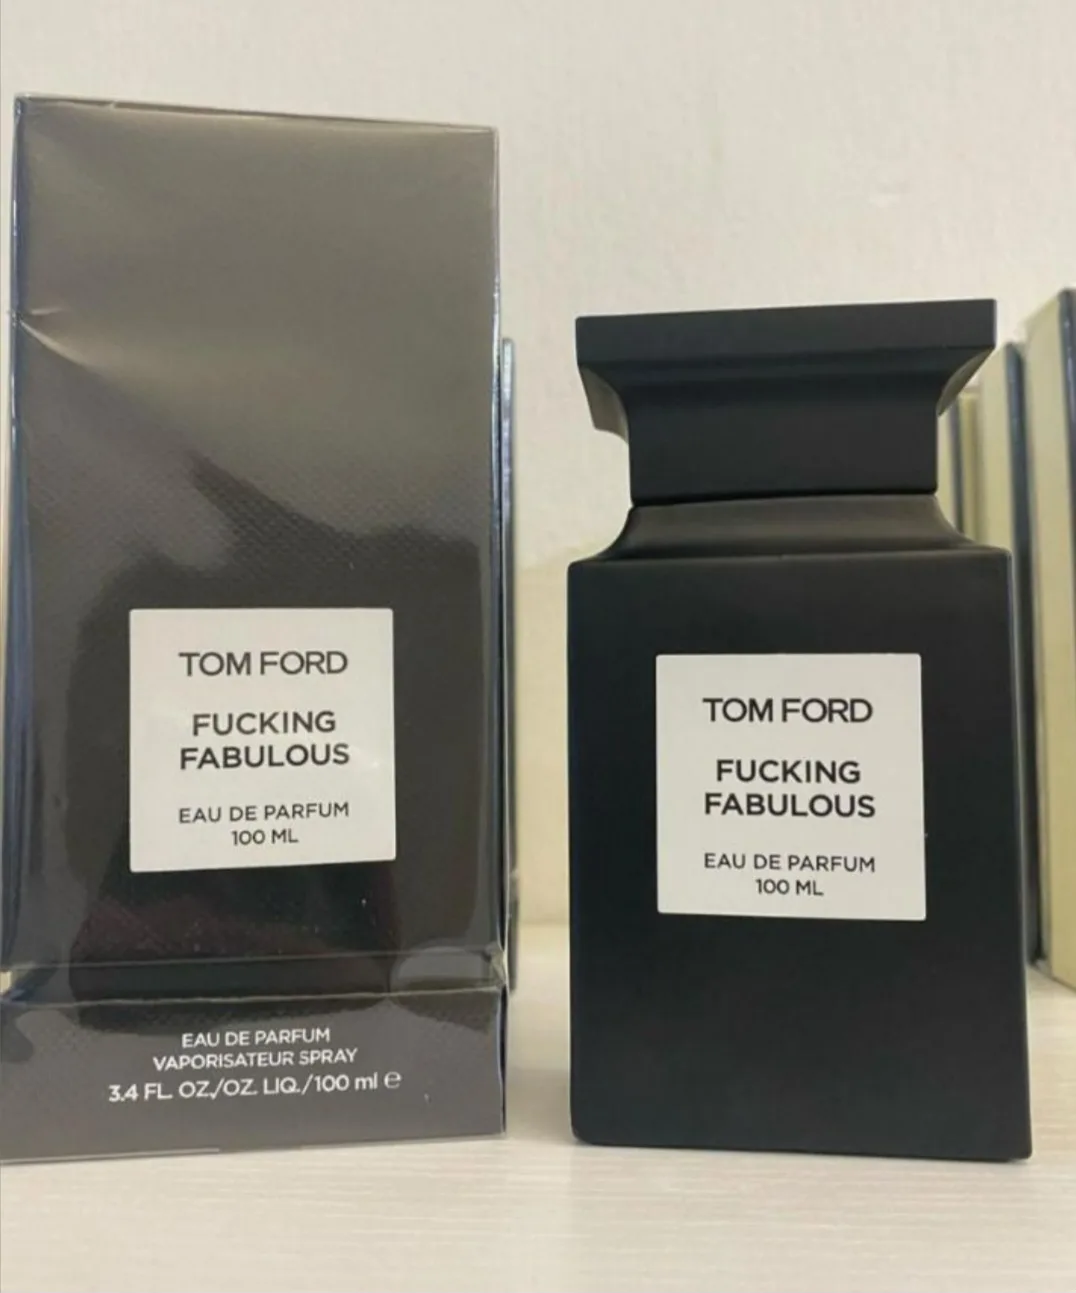 TOM FORD
FUCKING
FABULOUS
EAU DE PARFUM
100 ML
EAU DE PARFUM
VAPORISATEUR SPRAY
3.4 FL. OZ./OZ. LIQ./100 ml ℮
TOM FORD
FUCKING
FABULOUS
EAU DE PARFUM
100 ML